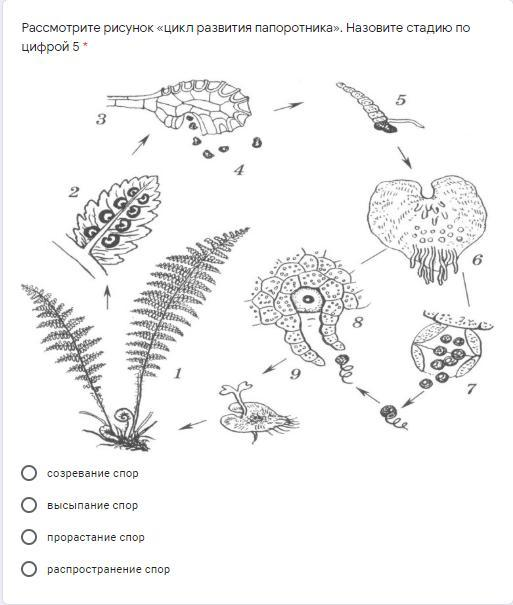 Рассмотрите рисунок «цикл развития папоротника». Назовите стадию по
цифрой 5 *
3
5
4
2
6
8
1
9
7
созревание спор
высыпание спор
прорастание спор
распространение спор